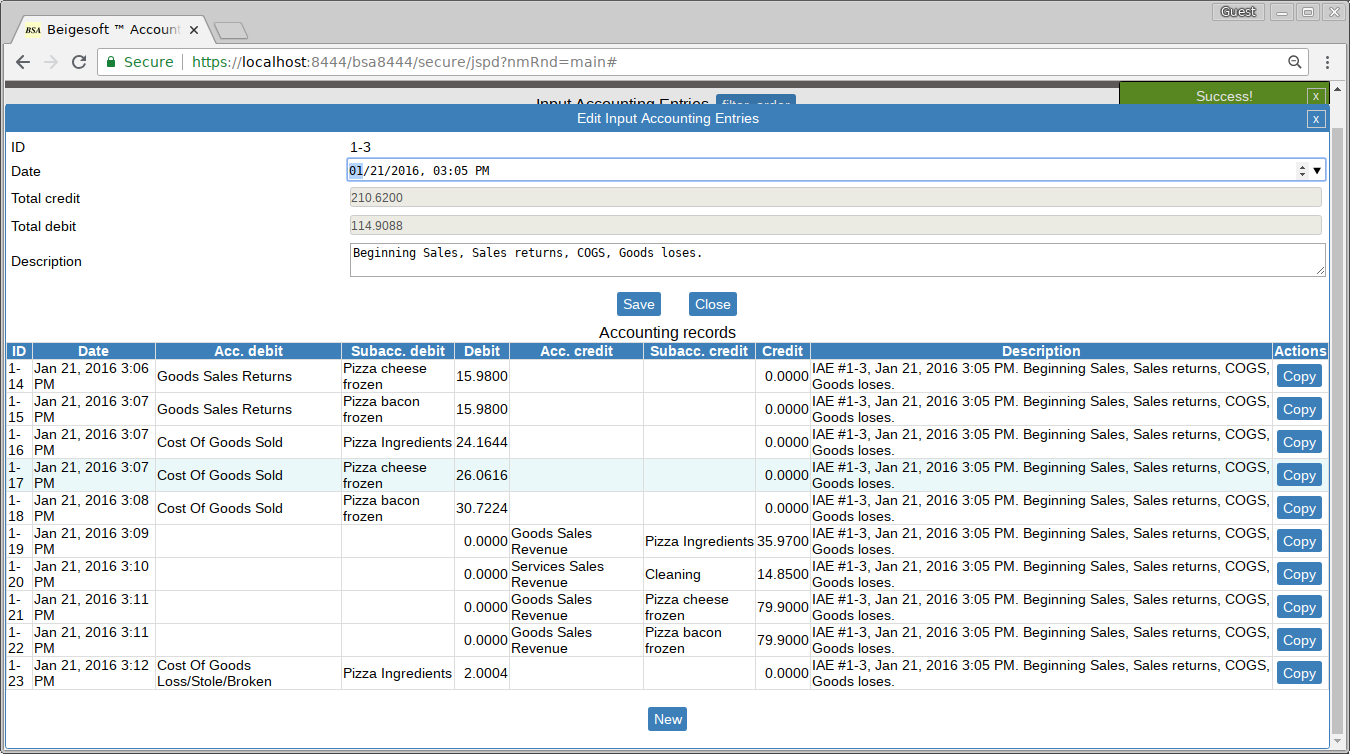 Guest
BSA Beigesoft ™ Account
Secure https://localhost:8444/bsa8444/secure/jspd?nmRnd=main#
Input Accounting Entries filter, order Success! x
Edit Input Accounting Entries x
ID 1-3
Date 01/21/2016, 03:05 PM
Total credit 210.6200
Total debit 114.9088
Description Beginning Sales, Sales returns, COGS, Goods loses.
Save Close
Accounting records
ID Date Acc. debit Subacc. debit Debit Acc. credit Subacc. credit Credit Description Actions
1- Jan 21, 2016 3:06 Goods Sales Returns Pizza cheese 15.9800 0.0000 IAE #1-3, Jan 21, 2016 3:05 PM. Beginning Sales, Sales returns, COGS, Copy
14 PM frozen Goods loses.
1- Jan 21, 2016 3:07 Goods Sales Returns Pizza bacon 15.9800 0.0000 IAE #1-3, Jan 21, 2016 3:05 PM. Beginning Sales, Sales returns, COGS, Copy
15 PM frozen Goods loses.
1- Jan 21, 2016 3:07 Cost Of Goods Sold Pizza Ingredients 24.1644 0.0000 IAE #1-3, Jan 21, 2016 3:05 PM. Beginning Sales, Sales returns, COGS, Copy
16 PM Goods loses.
1- Jan 21, 2016 3:07 Cost Of Goods Sold Pizza cheese 26.0616 0.0000 IAE #1-3, Jan 21, 2016 3:05 PM. Beginning Sales, Sales returns, COGS, Copy
17 PM frozen Goods loses.
1- Jan 21, 2016 3:08 Cost Of Goods Sold Pizza bacon 30.7224 0.0000 IAE #1-3, Jan 21, 2016 3:05 PM. Beginning Sales, Sales returns, COGS, Copy
18 PM frozen Goods loses.
1- Jan 21, 2016 3:09 0.0000 Goods Sales Pizza Ingredients 35.9700 IAE #1-3, Jan 21, 2016 3:05 PM. Beginning Sales, Sales returns, COGS, Copy
19 PM Revenue Goods loses.
1- Jan 21, 2016 3:10 0.0000 Services Sales Cleaning 14.8500 IAE #1-3, Jan 21, 2016 3:05 PM. Beginning Sales, Sales returns, COGS, Copy
20 PM Revenue Goods loses.
1- Jan 21, 2016 3:11 0.0000 Goods Sales Pizza cheese 79.9000 IAE #1-3, Jan 21, 2016 3:05 PM. Beginning Sales, Sales returns, COGS, Copy
21 PM Revenue frozen Goods loses.
1- Jan 21, 2016 3:11 0.0000 Goods Sales Pizza bacon 79.9000 IAE #1-3, Jan 21, 2016 3:05 PM. Beginning Sales, Sales returns, COGS, Copy
22 PM Revenue frozen Goods loses.
1- Jan 21, 2016 3:12 Cost Of Goods Pizza Ingredients 2.0004 0.0000 IAE #1-3, Jan 21, 2016 3:05 PM. Beginning Sales, Sales returns, COGS, Copy
23 PM Loss/Stole/Broken Goods loses.
New